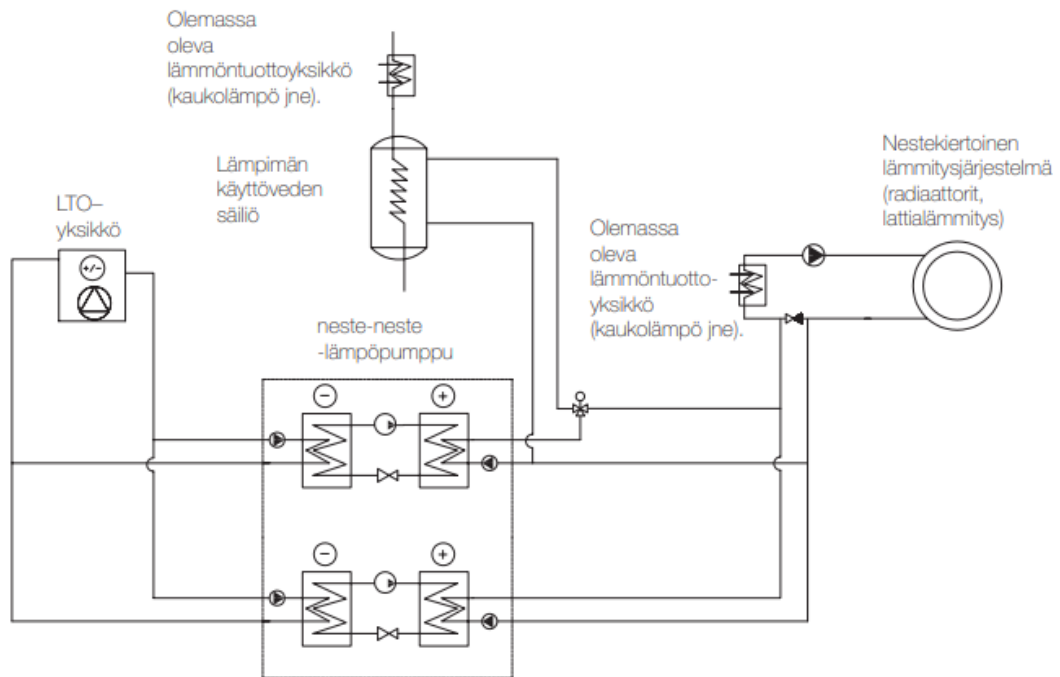 Olemassa
oleva
lämmöntuottoyksikkö
(kaukolämpö jne).
Lämpimän
käyttöveden
säiliö
LTO–
yksikkö
+/−
Nestekiertoinen
lämmitysjärjestelmä
(radiaattorit,
lattialämmitys)
Olemassa
oleva
lämmöntuotto-
yksikkö
(kaukolämpö jne).
neste-neste
-lämpöpumppu
− +
− +